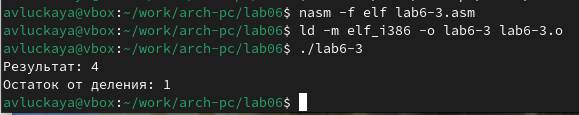 avluckaya@vbox:~/work/arch-pc/lab06$ nasm -f elf lab6-3.asm
avluckaya@vbox:~/work/arch-pc/lab06$ ld -m elf_i386 -o lab6-3 lab6-3.o
avluckaya@vbox:~/work/arch-pc/lab06$ ./lab6-3
Результат: 4
Остаток от деления: 1
avluckaya@vbox:~/work/arch-pc/lab06$